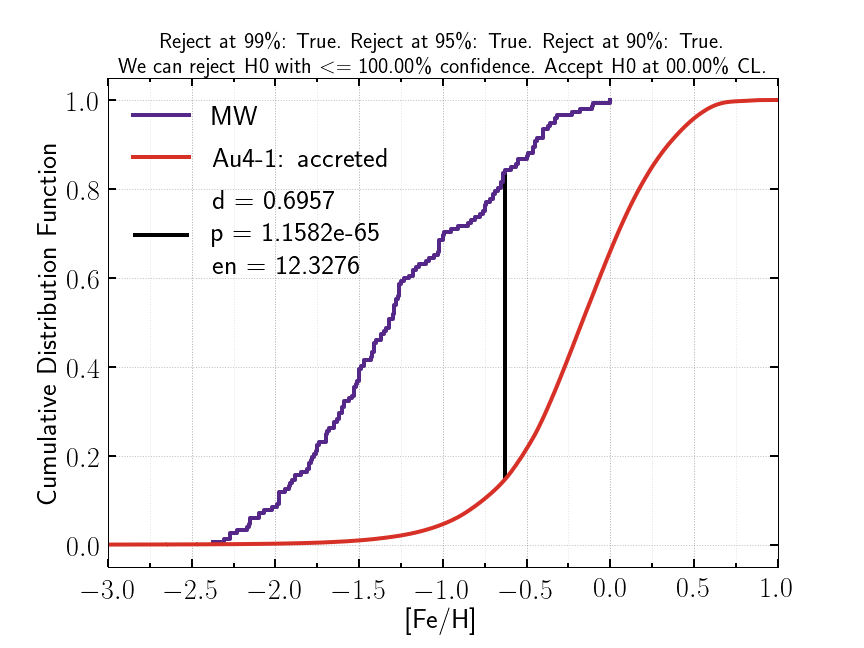 Reject at 99%: True. Reject at 95%: True. Reject at 90%: True.
We can reject H0 with <= 100.00% confidence. Accept H0 at 00.00% CL.
MW
Au4-1: accreted
d = 0.6957
p = 1.1582e-65
en = 12.3276
Cumulative Distribution Function
1.0
0.8
0.6
0.4
0.2
0.0
−3.0 −2.5 −2.0 −1.5 −1.0 −0.5 0.0 0.5 1.0
[Fe/H]